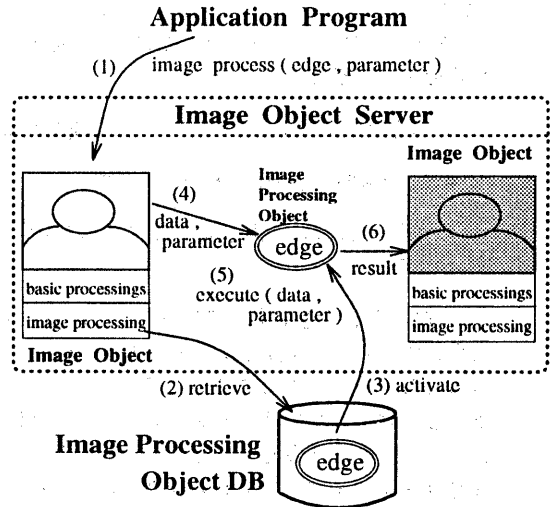 Application Program
(1) image process ( edge , parameter )
Image Object Server
Image Object
Image
Processing
Object
(4)
data ,
parameter
edge
(6)
result
(5)
execute ( data ,
parameter )
basic processings
image processing
Image Object
basic processings
image processing
(2) retrieve
(3) activate
Image Processing
Object DB
edge